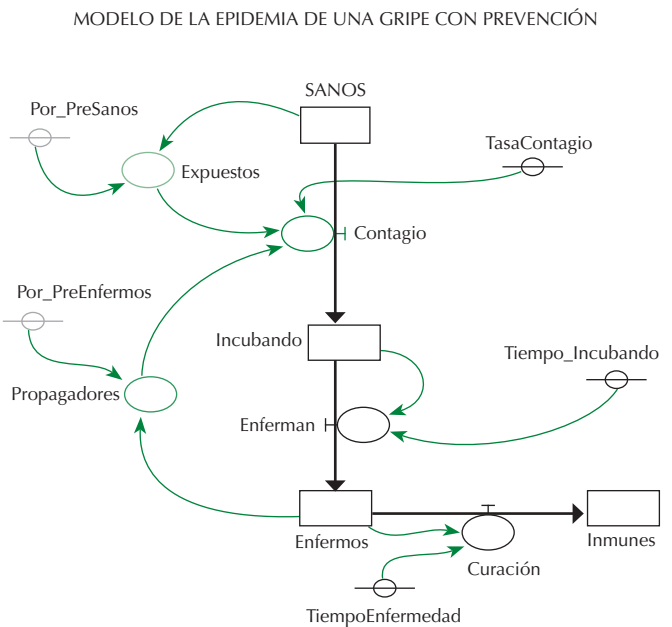 MODELO DE LA EPIDEMIA DE UNA GRIPE CON PREVENCIÓN
SANOS
Por_PreSanos
TasaContagio
Expuestos
Contagio
Por_PreEnfermos
Incubando
Tiempo_Incubando
Propagadores
Enferman
Enfermos
Inmunes
Curación
TiempoEnfermedad